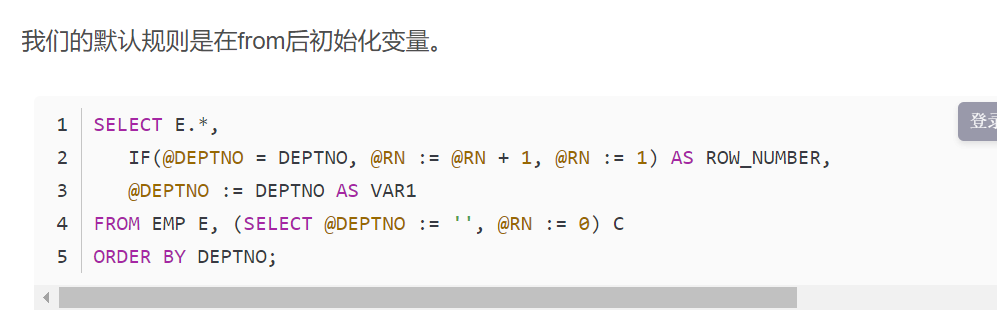 我们的默认规则是在from后初始化变量。
登录
1 SELECT E.*,
2 IF(@DEPTNO = DEPTNO, @RN := @RN + 1, @RN := 1) AS ROW_NUMBER,
3 @DEPTNO := DEPTNO AS VAR1
4 FROM EMP E, (SELECT @DEPTNO := '', @RN := 0) C
5 ORDER BY DEPTNO;